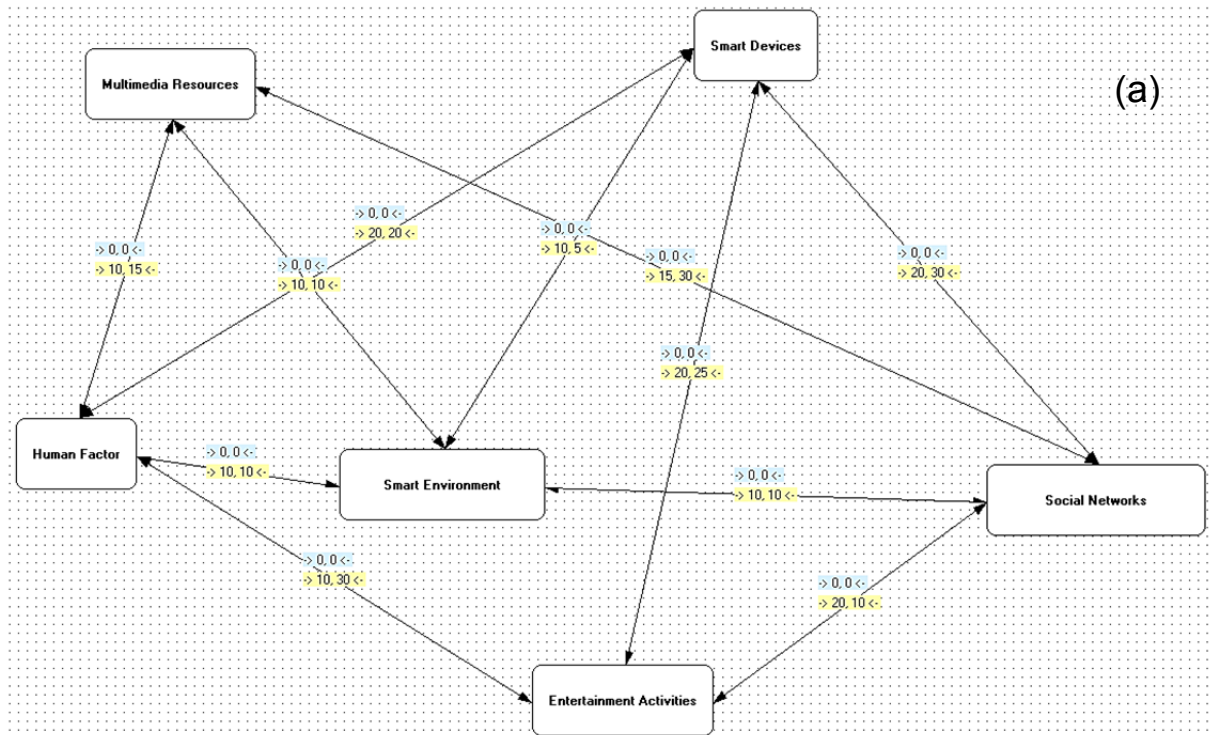 Smart Devices
Multimedia Resources
(a)
-> 0, 0 <-
-> 20, 20 <-
-> 0, 0 <-
-> 10, 5 <-
-> 0, 0 <-
-> 10, 15 <-
-> 0, 0 <-
-> 10, 10 <-
-> 0, 0 <-
-> 15, 30 <-
-> 0, 0 <-
-> 20, 30 <-
-> 0, 0 <-
-> 20, 25 <-
Human Factor
-> 0, 0 <-
-> 10, 10 <-
Smart Environment
-> 0, 0 <-
-> 10, 10 <-
Social Networks
-> 0, 0 <-
-> 10, 30 <-
-> 0, 0 <-
-> 20, 10 <-
Entertainment Activities